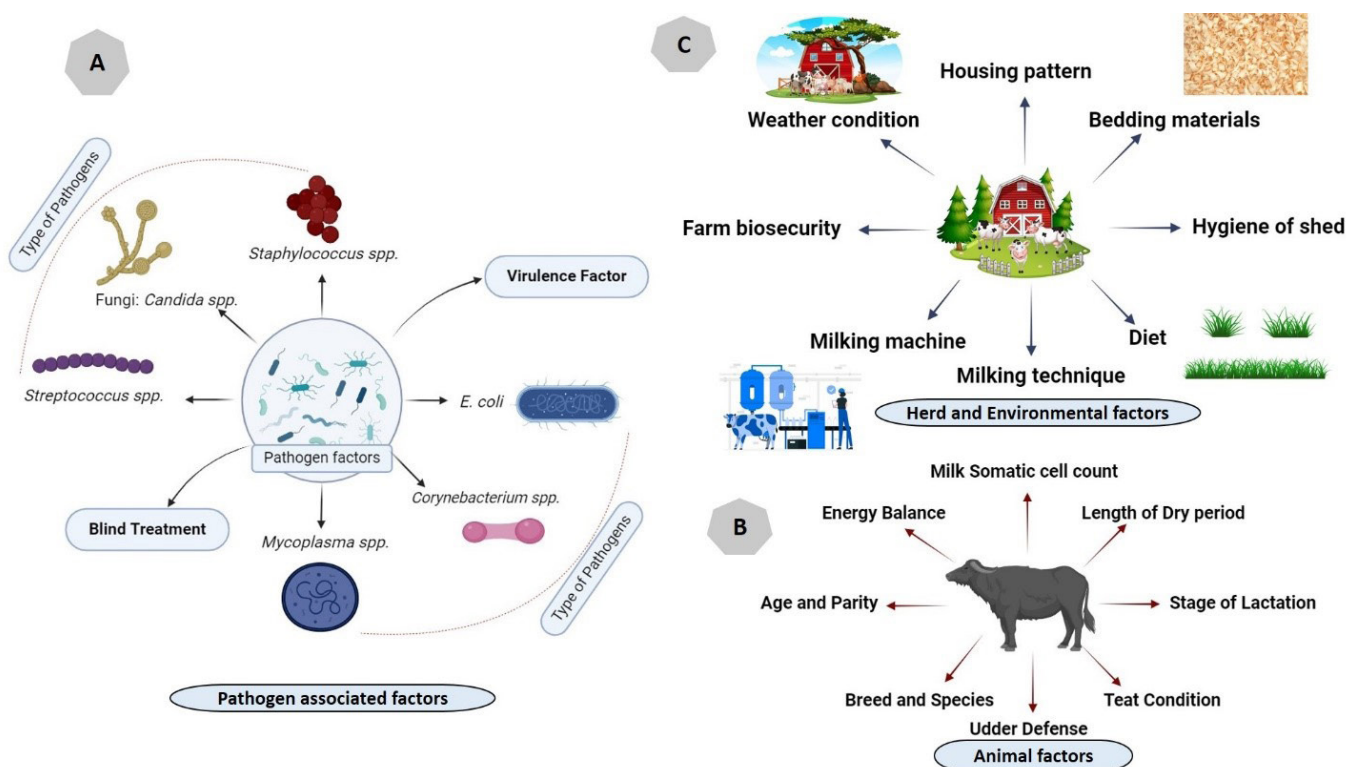 A
Type of Pathogens
Staphylococcus spp.
Virulence Factor
Fungi: Candida spp.
Streptococcus spp.
E. coli
Pathogen factors
Corynebacterium spp.
Blind Treatment
Mycoplasma spp.
Type of Pathogens
Pathogen associated factors
C
Housing pattern
Weather condition
Bedding materials
Farm biosecurity
Hygiene of shed
Milking machine
Diet
Milking technique
Herd and Environmental factors
B
Milk Somatic cell count
Energy Balance
Length of Dry period
Age and Parity
Stage of Lactation
Breed and Species
Teat Condition
Udder Defense
Animal factors